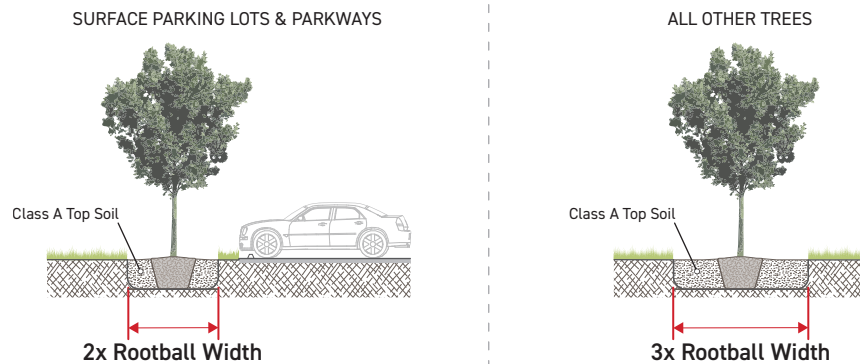 SURFACE PARKING LOTS & PARKWAYS
Class A Top Soil
2x Rootball Width
ALL OTHER TREES
Class A Top Soil
3x Rootball Width